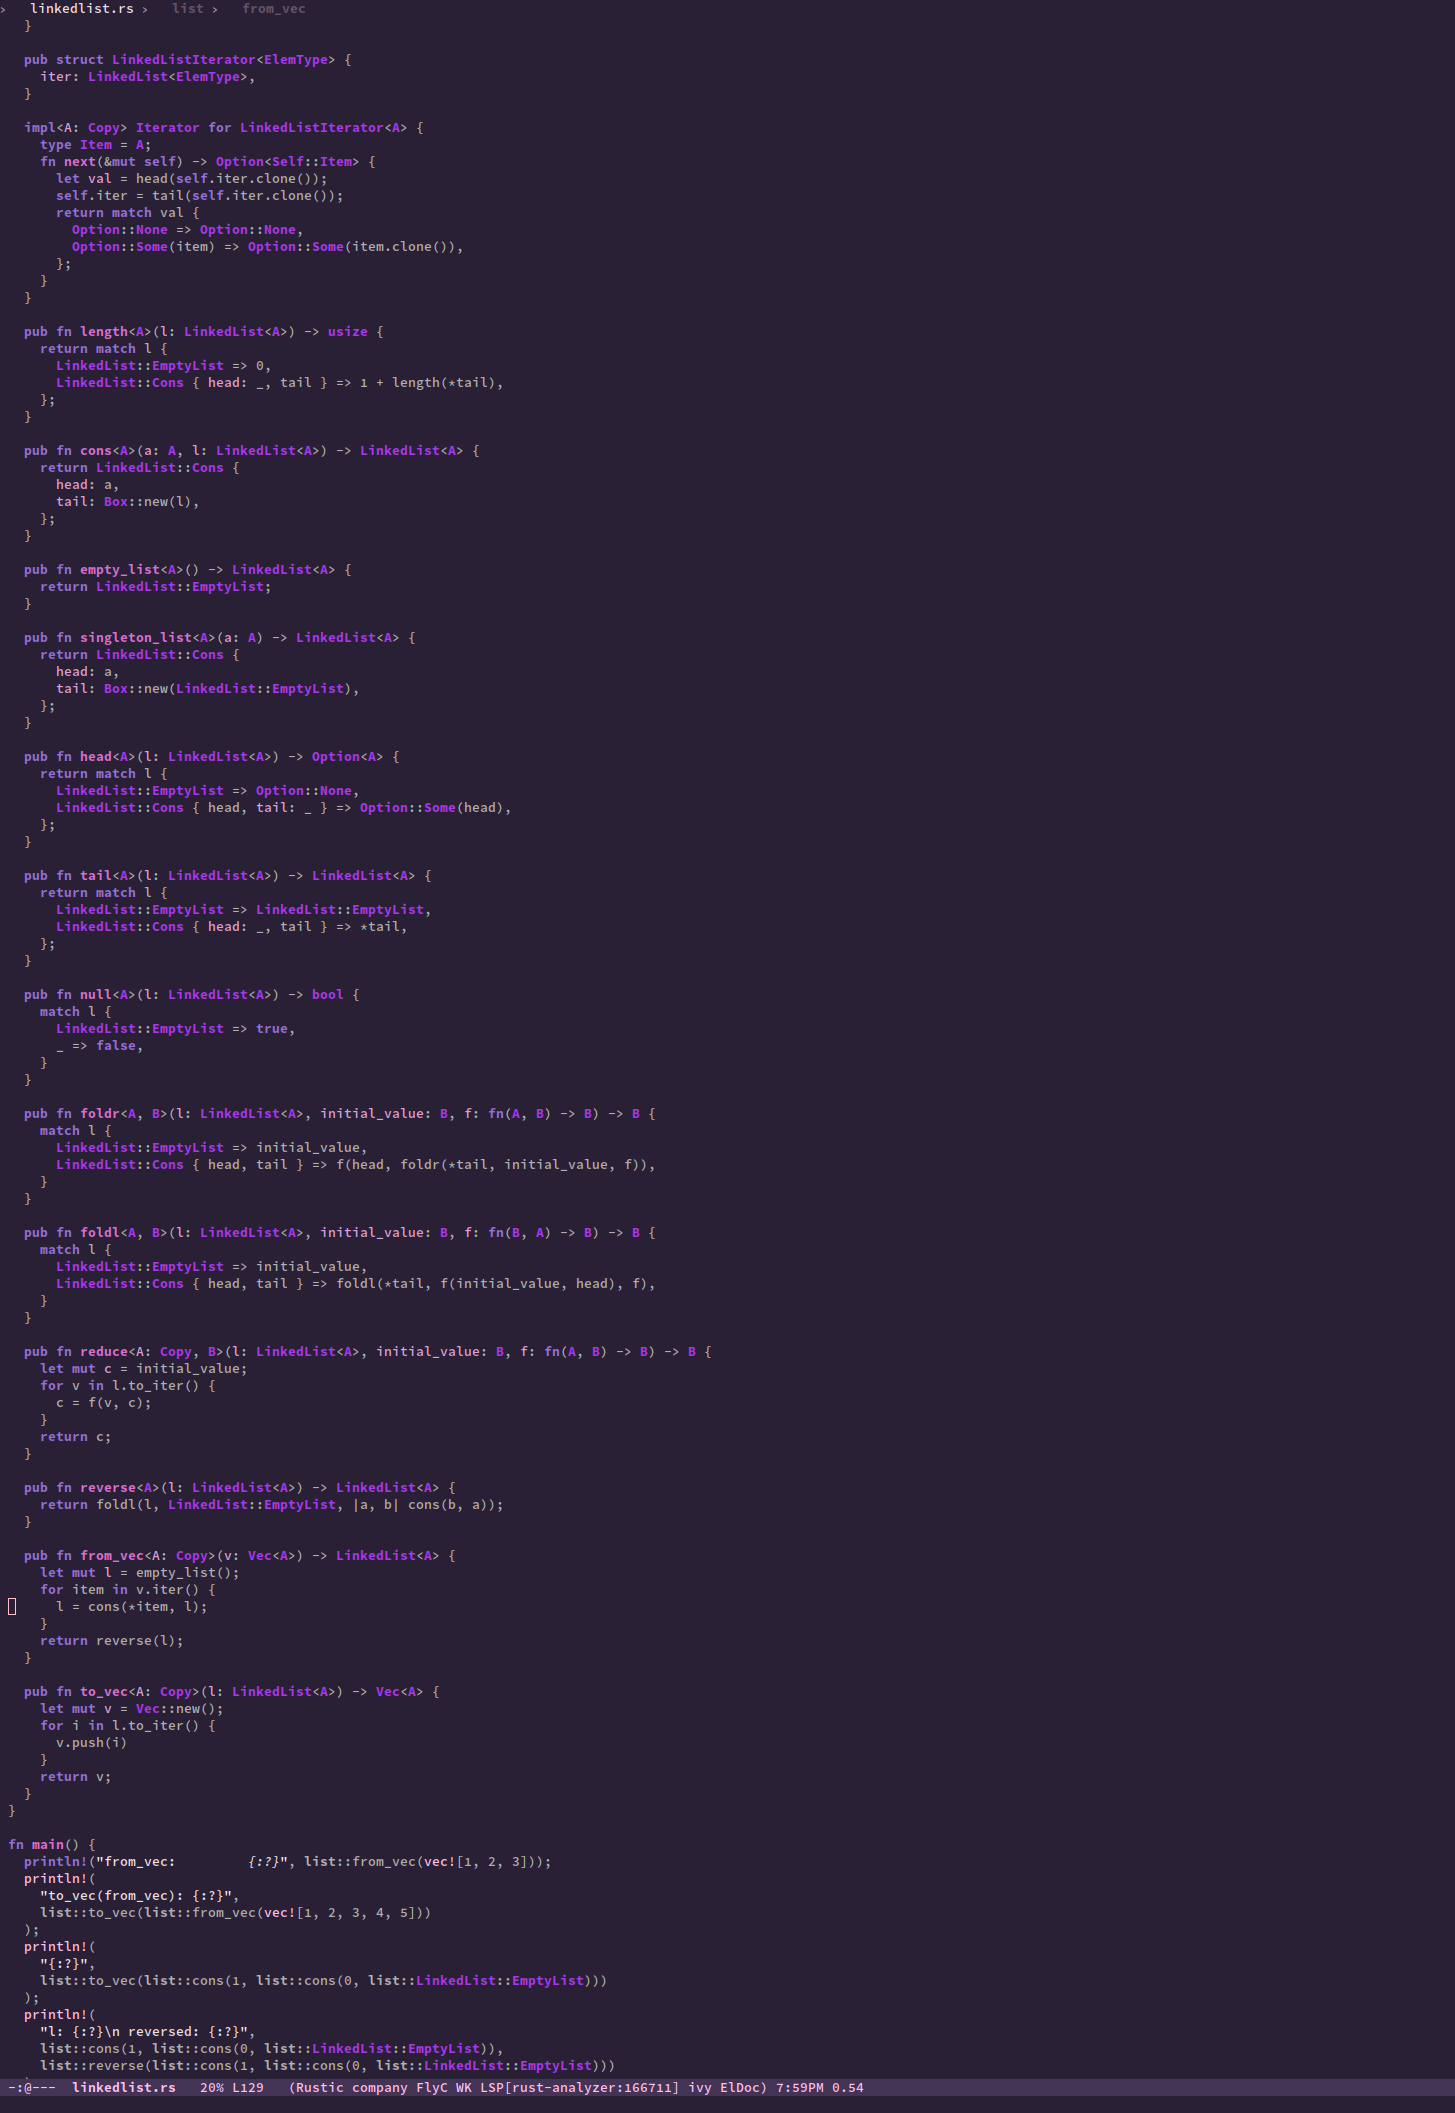 ›   linkedlist.rs ›   list ›   from_vec
  }

  pub struct LinkedListIterator<ElemType> {
    iter: LinkedList<ElemType>,
  }

  impl<A: Copy> Iterator for LinkedListIterator<A> {
    type Item = A;
    fn next(&mut self) -> Option<Self::Item> {
      let val = head(self.iter.clone());
      self.iter = tail(self.iter.clone());
      return match val {
        Option::None => Option::None,
        Option::Some(item) => Option::Some(item.clone()),
      };
    }
  }

  pub fn length<A>(l: LinkedList<A>) -> usize {
    return match l {
      LinkedList::EmptyList => 0,
      LinkedList::Cons { head: _, tail } => 1 + length(*tail),
    };
  }

  pub fn cons<A>(a: A, l: LinkedList<A>) -> LinkedList<A> {
    return LinkedList::Cons {
      head: a,
      tail: Box::new(l),
    };
  }

  pub fn empty_list<A>() -> LinkedList<A> {
    return LinkedList::EmptyList;
  }

  pub fn singleton_list<A>(a: A) -> LinkedList<A> {
    return LinkedList::Cons {
      head: a,
      tail: Box::new(LinkedList::EmptyList),
    };
  }

  pub fn head<A>(l: LinkedList<A>) -> Option<A> {
    return match l {
      LinkedList::EmptyList => Option::None,
      LinkedList::Cons { head, tail: _ } => Option::Some(head),
    };
  }

  pub fn tail<A>(l: LinkedList<A>) -> LinkedList<A> {
    return match l {
      LinkedList::EmptyList => LinkedList::EmptyList,
      LinkedList::Cons { head: _, tail } => *tail,
    };
  }

  pub fn null<A>(l: LinkedList<A>) -> bool {
    match l {
      LinkedList::EmptyList => true,
      _ => false,
    }
  }

  pub fn foldr<A, B>(l: LinkedList<A>, initial_value: B, f: fn(A, B) -> B) -> B {
    match l {
      LinkedList::EmptyList => initial_value,
      LinkedList::Cons { head, tail } => f(head, foldr(*tail, initial_value, f)),
    }
  }

  pub fn foldl<A, B>(l: LinkedList<A>, initial_value: B, f: fn(B, A) -> B) -> B {
    match l {
      LinkedList::EmptyList => initial_value,
      LinkedList::Cons { head, tail } => foldl(*tail, f(initial_value, head), f),
    }
  }

  pub fn reduce<A: Copy, B>(l: LinkedList<A>, initial_value: B, f: fn(A, B) -> B) -> B {
    let mut c = initial_value;
    for v in l.to_iter() {
      c = f(v, c);
    }
    return c;
  }

  pub fn reverse<A>(l: LinkedList<A>) -> LinkedList<A> {
    return foldl(l, LinkedList::EmptyList, |a, b| cons(b, a));
  }

  pub fn from_vec<A: Copy>(v: Vec<A>) -> LinkedList<A> {
    let mut l = empty_list();
    for item in v.iter() {
      l = cons(*item, l);
    }
    return reverse(l);
  }

  pub fn to_vec<A: Copy>(l: LinkedList<A>) -> Vec<A> {
    let mut v = Vec::new();
    for i in l.to_iter() {
      v.push(i)
    }
    return v;
  }
}

fn main() {
  println!("from_vec:         {:?}", list::from_vec(vec![1, 2, 3]));
  println!(
    "to_vec(from_vec): {:?}",
    list::to_vec(list::from_vec(vec![1, 2, 3, 4, 5]))
  );
  println!(
    "{:?}",
    list::to_vec(list::cons(1, list::cons(0, list::LinkedList::EmptyList)))
  );
  println!(
    "l: {:?}\n reversed: {:?}",
    list::cons(1, list::cons(0, list::LinkedList::EmptyList)),
    list::reverse(list::cons(1, list::cons(0, list::LinkedList::EmptyList)))
-:@---  linkedlist.rs   20% L129   (Rustic company FlyC WK LSP[rust-analyzer:166711] ivy ElDoc) 7:59PM 0.54